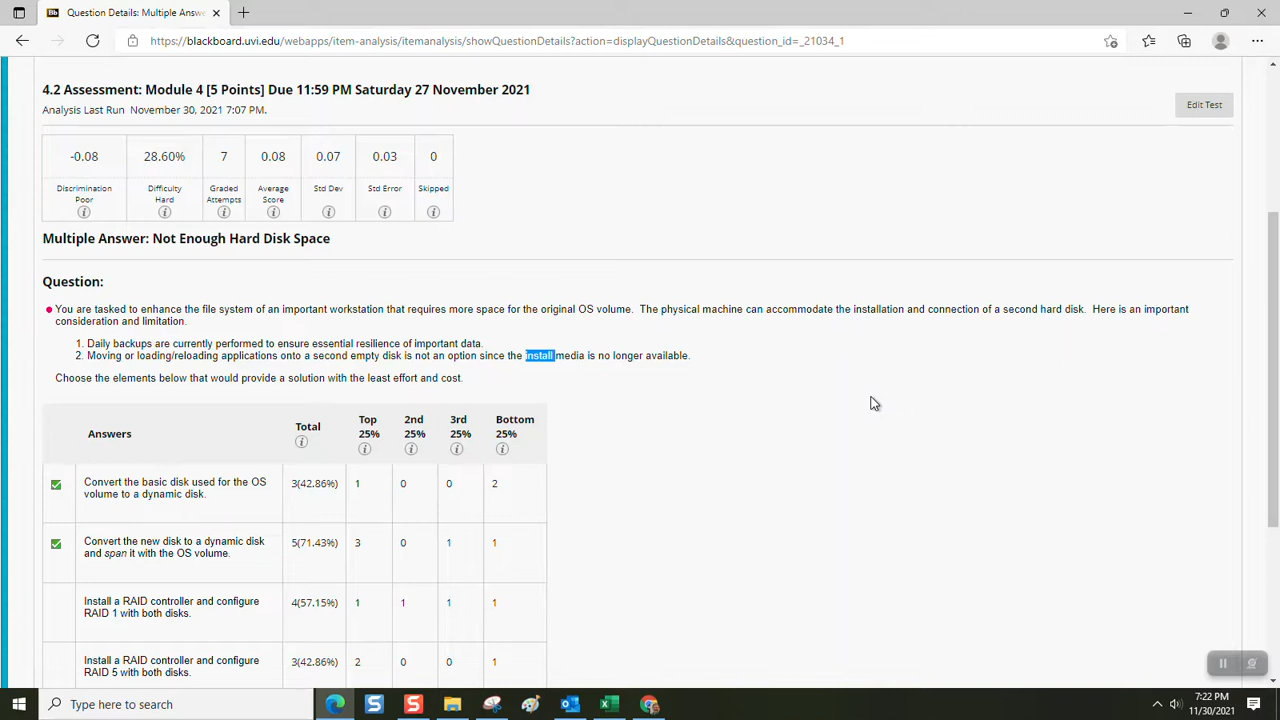 Question Details: Multiple Answe
https://blackboard.uvi.edu/webapps/item-analysis/itemanalysis/showQuestionDetails?action=displayQuestionDetails&question_id=_21034_1
4.2 Assessment: Module 4 [5 Points] Due 11:59 PM Saturday 27 November 2021
Analysis Last Run November 30, 2021 7:07 PM.
Edit Test
-0.08 28.60% 7 0.08 0.07 0.03 0
Discrimination Difficulty Graded Average Std Dev Std Error Skipped
Poor Hard Attempts Score
Multiple Answer: Not Enough Hard Disk Space
Question:
You are tasked to enhance the file system of an important workstation that requires more space for the original OS volume. The physical machine can accommodate the installation and connection of a second hard disk. Here is an important
consideration and limitation.
1. Daily backups are currently performed to ensure essential resilience of important data.
2. Moving or loading/reloading applications onto a second empty disk is not an option since the install media is no longer available.
Choose the elements below that would provide a solution with the least effort and cost.
Answers Total Top 25% 2nd 25% 3rd 25% Bottom 25%
Convert the basic disk used for the OS 3(42.86%) 1 0 0 2
volume to a dynamic disk.
Convert the new disk to a dynamic disk 5(71.43%) 3 0 1 1
and span it with the OS volume.
Install a RAID controller and configure 4(57.15%) 1 1 1 1
RAID 1 with both disks.
Install a RAID controller and configure 3(42.86%) 2 0 0 1
RAID 5 with both disks.
Type here to search
7:22 PM
11/30/2021